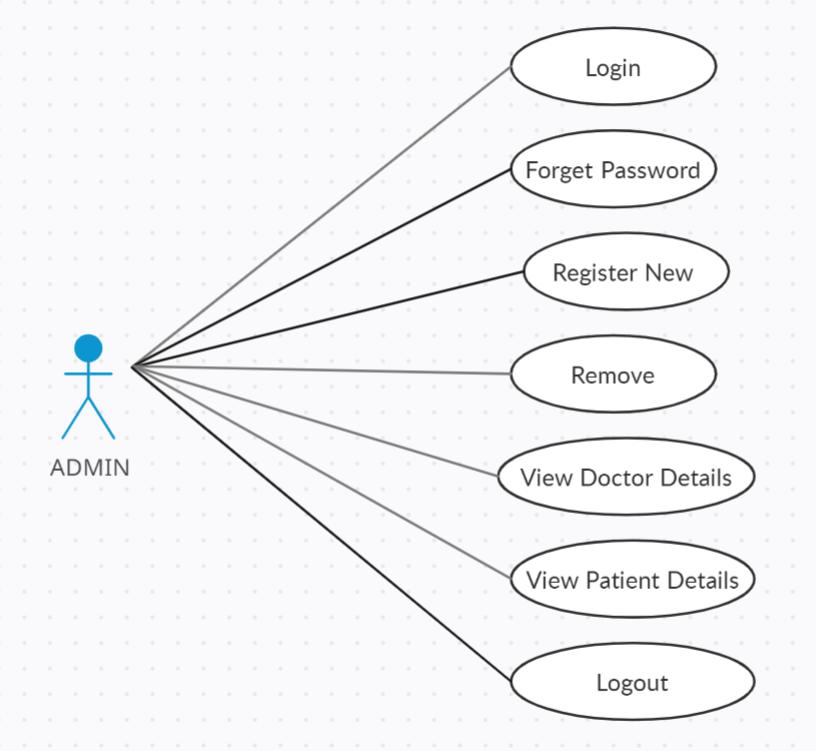 Login
Forget Password
Register New
Remove
ADMIN
View Doctor Details
View Patient Details
Logout